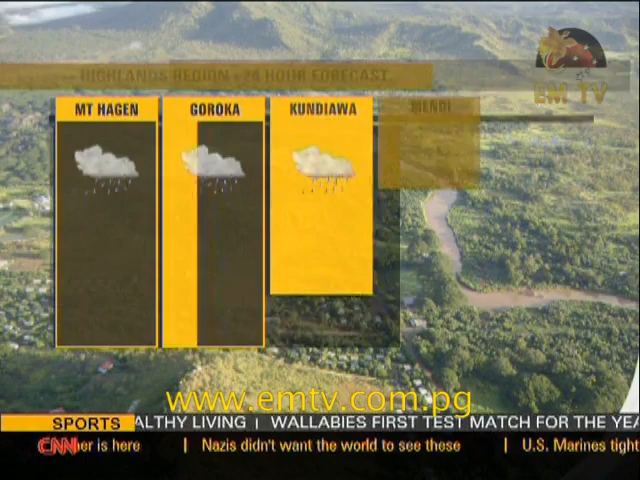 HIGHLANDS REGION - 24 HOUR FORECAST
EM TV
MT HAGEN
GOROKA
KUNDIAWA
MENDI
www.emtv.com.pg
SPORTS
ALTHY LIVING | WALLABIES FIRST TEST MATCH FOR THE YEA
CNN
er is here | Nazis didn't want the world to see these | U.S. Marines tight